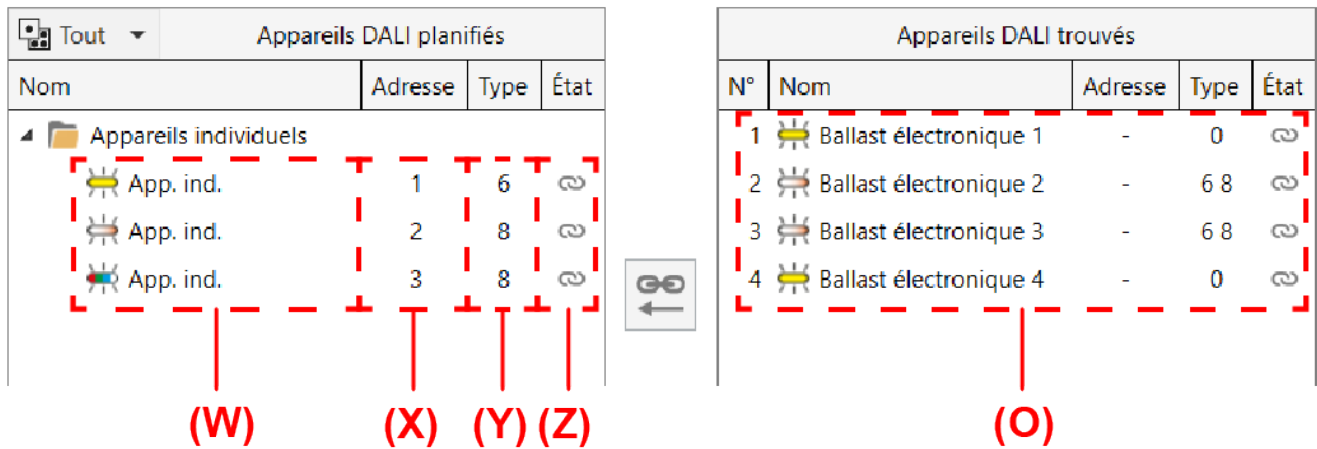 Tout Appareils DALI planifiés
Nom Adresse Type État
Appareils individuels
App. ind. 1 6
App. ind. 2 8
App. ind. 3 8
(W) (X) (Y) (Z)
Appareils DALI trouvés
N° Nom Adresse Type État
1 Ballast électronique 1 - 0
2 Ballast électronique 2 - 6 8
3 Ballast électronique 3 - 6 8
4 Ballast électronique 4 - 0
(O)